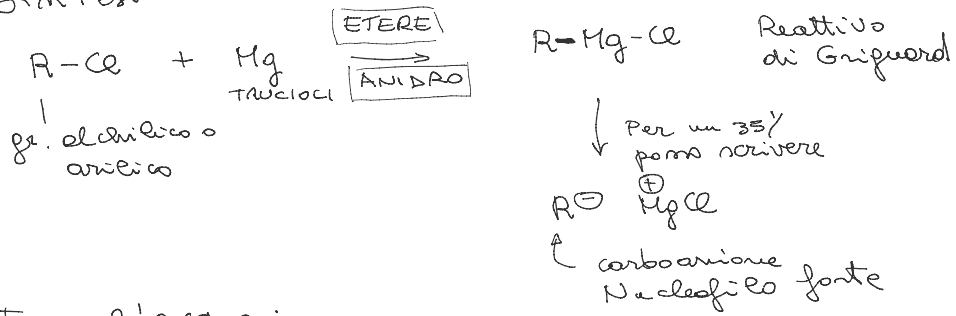 ETERE
R-Cl + Mg
TRUCIOLI
ANIDRO
gr. alchilico o
arilico
R-Mg-Cl
Reattivo
di Grignard
Per un 35%
posso scrivere
R⊖ ⊕MgCl
carboanione
Nucleofilo forte